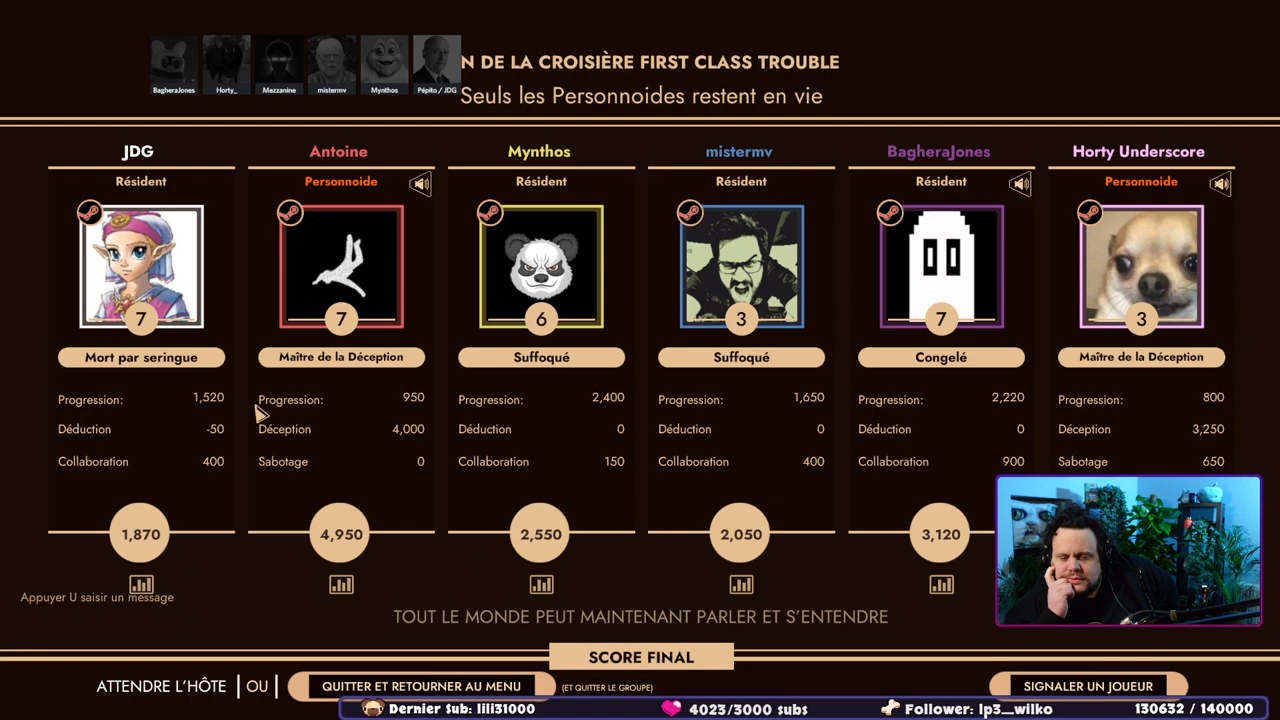 N DE LA CROISIÈRE FIRST CLASS TROUBLE
BagheraJones Horty_ Mezzanine mistermv Mynthos Pépito / JDG
Seuls les Personnoides restent en vie
JDG Antoine Mynthos mistermv BagheraJones Horty Underscore
Résident Personnoide Résident Résident Résident Personnoide
7 7 6 3 7 3
Mort par seringue Maître de la Déception Suffoqué Suffoqué Congelé Maître de la Déception
Progression: 1,520 Progression: 950 Progression: 2,400 Progression: 1,650 Progression: 2,220 Progression: 800
Déduction -50 Déception 4,000 Déduction 0 Déduction 0 Déduction 0 Déception 3,250
Collaboration 400 Sabotage 0 Collaboration 150 Collaboration 400 Collaboration 900 Sabotage 650
1,870 4,950 2,550 2,050 3,120
Appuyer U saisir un message
TOUT LE MONDE PEUT MAINTENANT PARLER ET S'ENTENDRE
SCORE FINAL
ATTENDRE L'HÔTE | OU | QUITTER ET RETOURNER AU MENU (ET QUITTER LE GROUPE) SIGNALER UN JOUEUR
Dernier Sub: lili31000 4023/3000 subs Follower: lp3__wilko 130632 / 140000